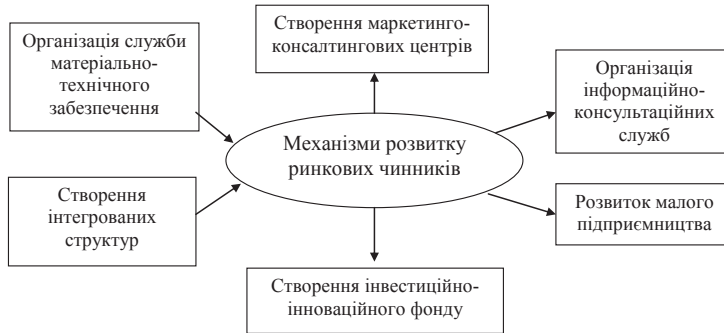 Організація служби
матеріально-
технічного
забезпечення
Створення маркетинго-
консалтингових центрів
Організація
інформаційно-
консультаційних
служб
Механізми розвитку
ринкових чинників
Створення
інтегрованих
структур
Розвиток малого
підприємництва
Створення інвестиційно-
інноваційного фонду